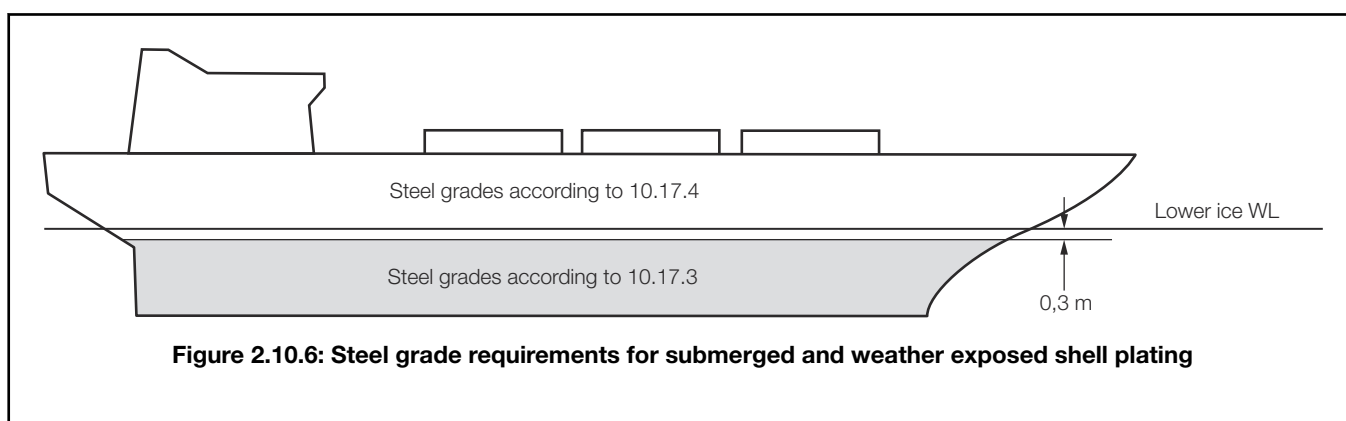 Steel grades according to 10.17.4
Lower ice WL
Steel grades according to 10.17.3
0,3 m
Figure 2.10.6: Steel grade requirements for submerged and weather exposed shell plating